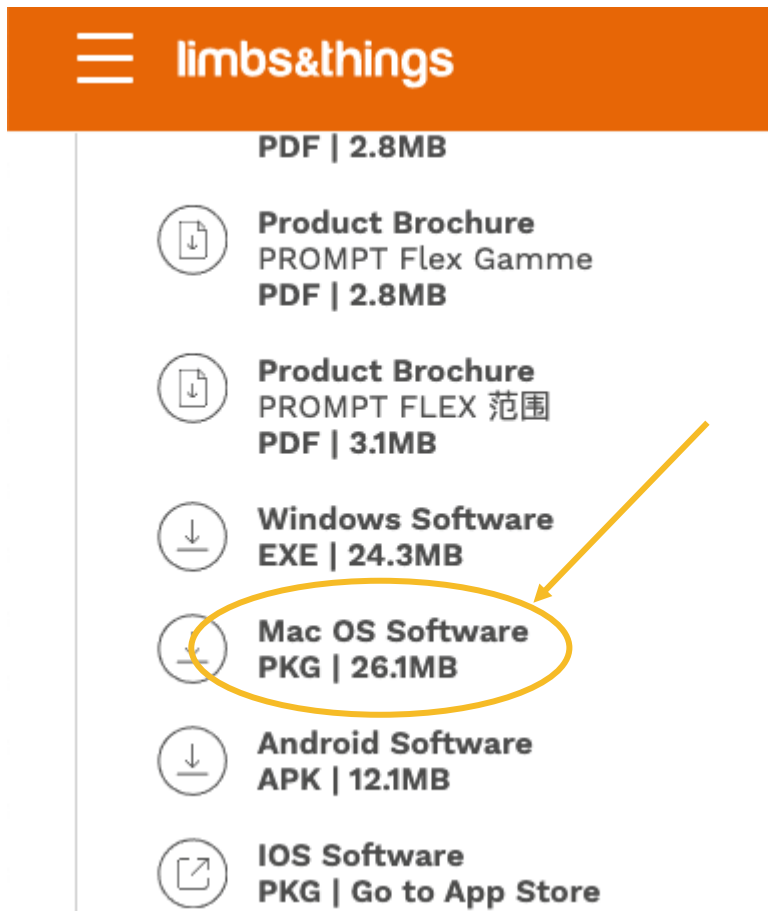 limbs&things
PDF | 2.8MB
Product Brochure
PROMPT Flex Gamme
PDF | 2.8MB
Product Brochure
PROMPT FLEX 范围
PDF | 3.1MB
Windows Software
EXE | 24.3MB
Mac OS Software
PKG | 26.1MB
Android Software
APK | 12.1MB
IOS Software
PKG | Go to App Store